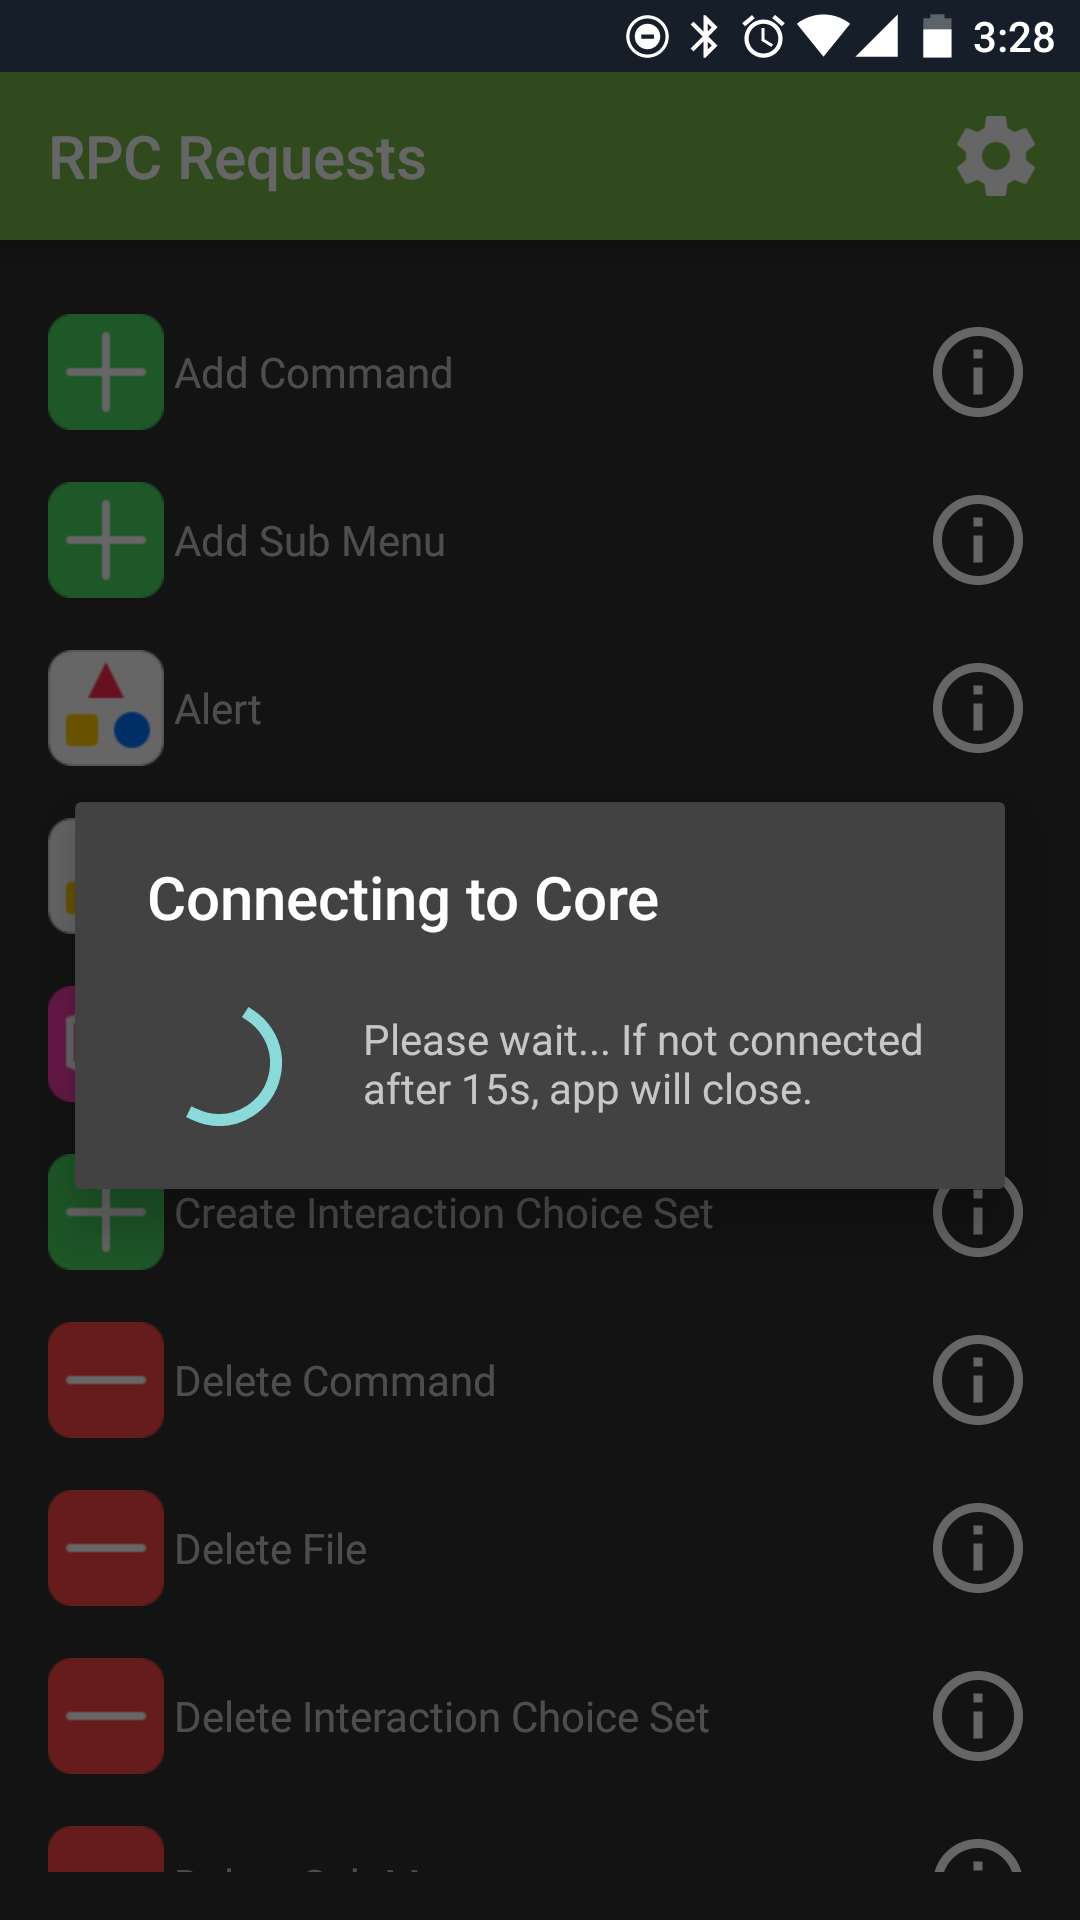 3:28
RPC Requests
Add Command
Add Sub Menu
Alert
Connecting to Core
Please wait... If not connected
after 15s, app will close.
Create Interaction Choice Set
Delete Command
Delete File
Delete Interaction Choice Set